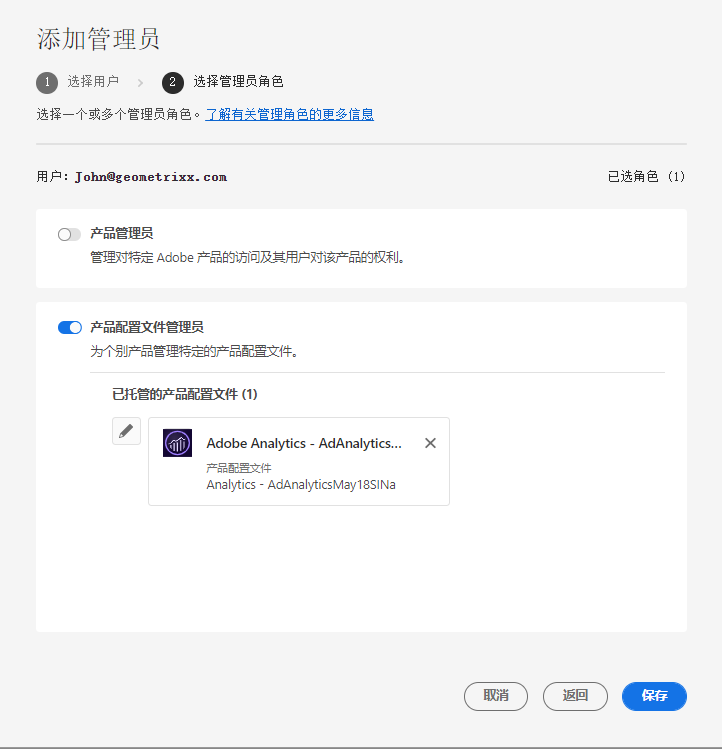 添加管理员
1 选择用户 2 选择管理员角色
选择一个或多个管理员角色。了解有关管理角色的更多信息
用户：John@geometrixx.com 已选角色 (1)
产品管理员
管理对特定 Adobe 产品的访问及其用户对该产品的权利。
产品配置文件管理员
为个别产品管理特定的产品配置文件。
已托管的产品配置文件 (1)
Adobe Analytics - AdAnalytics...
产品配置文件
Analytics - AdAnalyticsMay18SINa
取消 返回 保存